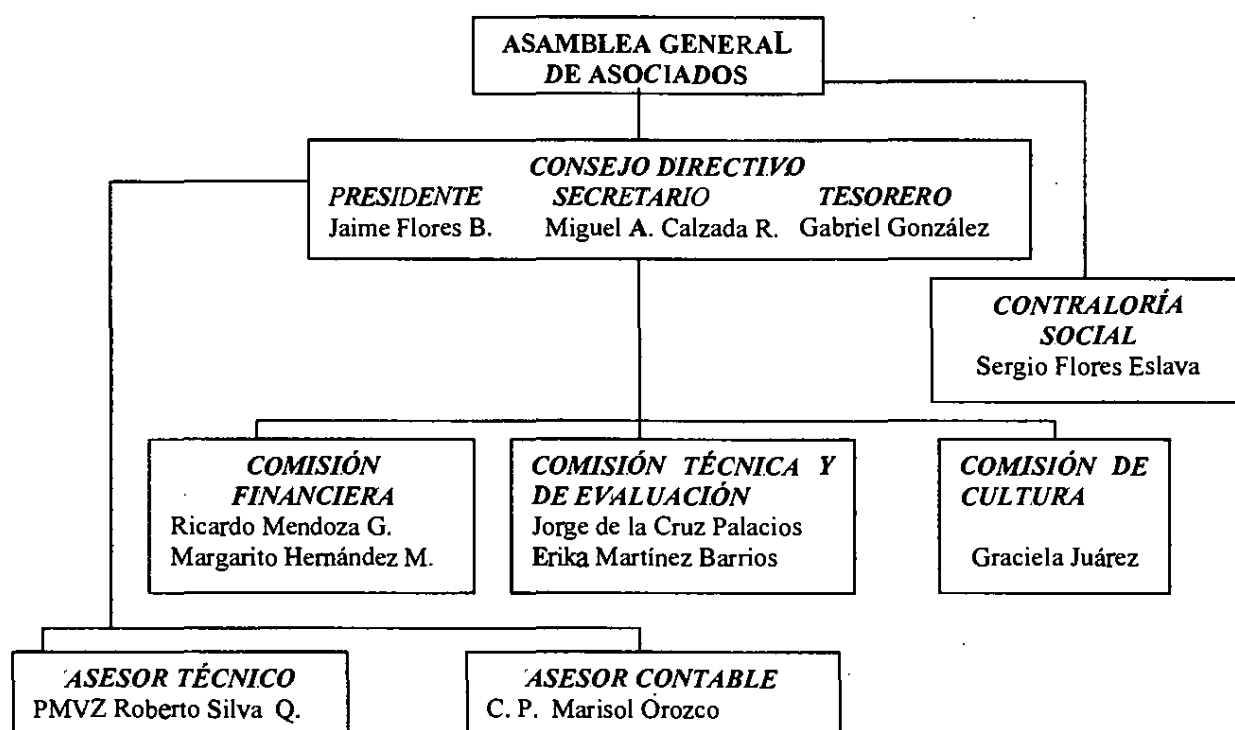 ASAMBLEA GENERAL
DE ASOCIADOS
CONSEJO DIRECTIVO
PRESIDENTE SECRETARIO TESORERO
Jaime Flores B. Miguel A. Calzada R. Gabriel González
CONTRALORÍA
SOCIAL
Sergio Flores Eslava
COMISIÓN
FINANCIERA
Ricardo Mendoza G.
Margarito Hernández M.
COMISIÓN TÉCNICA Y
DE EVALUACIÓN
Jorge de la Cruz Palacios
Erika Martínez Barrios
COMISIÓN DE
CULTURA
Graciela Juárez
ASESOR TÉCNICO
PMVZ Roberto Silva Q.
ASESOR CONTABLE
C. P. Marisol Orozco